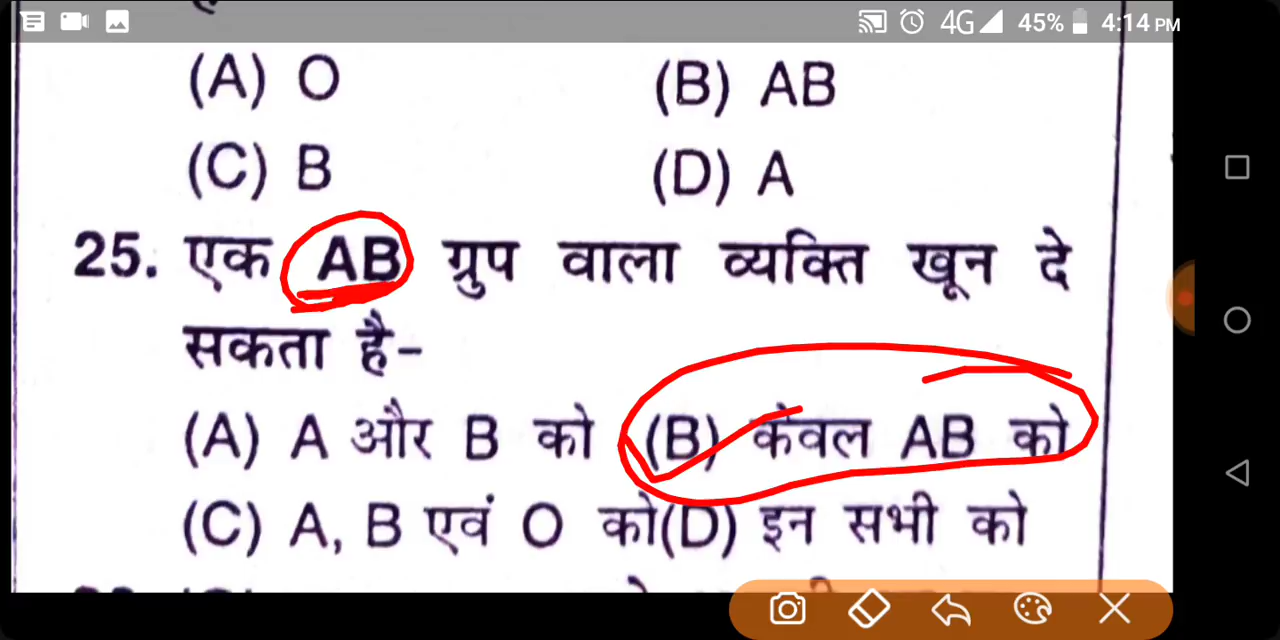 4G 45% 4:14 PM
(A) O (B) AB
(C) B (D) A
25. एक AB ग्रुप वाला व्यक्ति खून दे
सकता है-
(A) A और B को (B) केवल AB को
(C) A, B एवं O को (D) इन सभी को